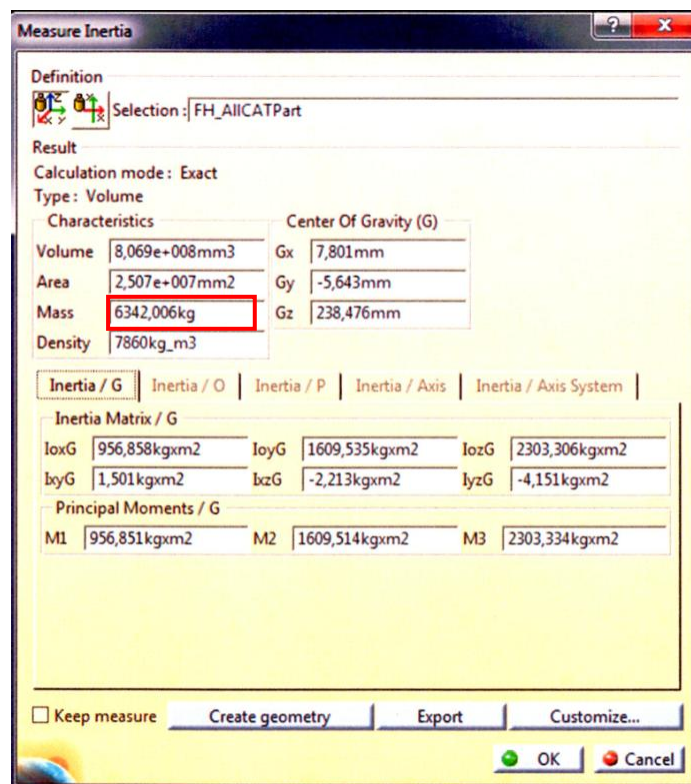 Measure Inertia
Definition
Selection : FH_AllCATPart
Result
Calculation mode : Exact
Type : Volume
Characteristics
Center Of Gravity (G)
Volume 8,069e+008mm3 Gx 7,801mm
Area 2,507e+007mm2 Gy -5,643mm
Mass 6342,006kg Gz 238,476mm
Density 7860kg_m3
Inertia / G Inertia / O Inertia / P Inertia / Axis Inertia / Axis System
Inertia Matrix / G
IoxG 956,858kgxm2 IoyG 1609,535kgxm2 IozG 2303,306kgxm2
IxyG 1,501kgxm2 IxzG -2,213kgxm2 IyzG -4,151kgxm2
Principal Moments / G
M1 956,851kgxm2 M2 1609,514kgxm2 M3 2303,334kgxm2
Keep measure Create geometry Export Customize...
OK Cancel